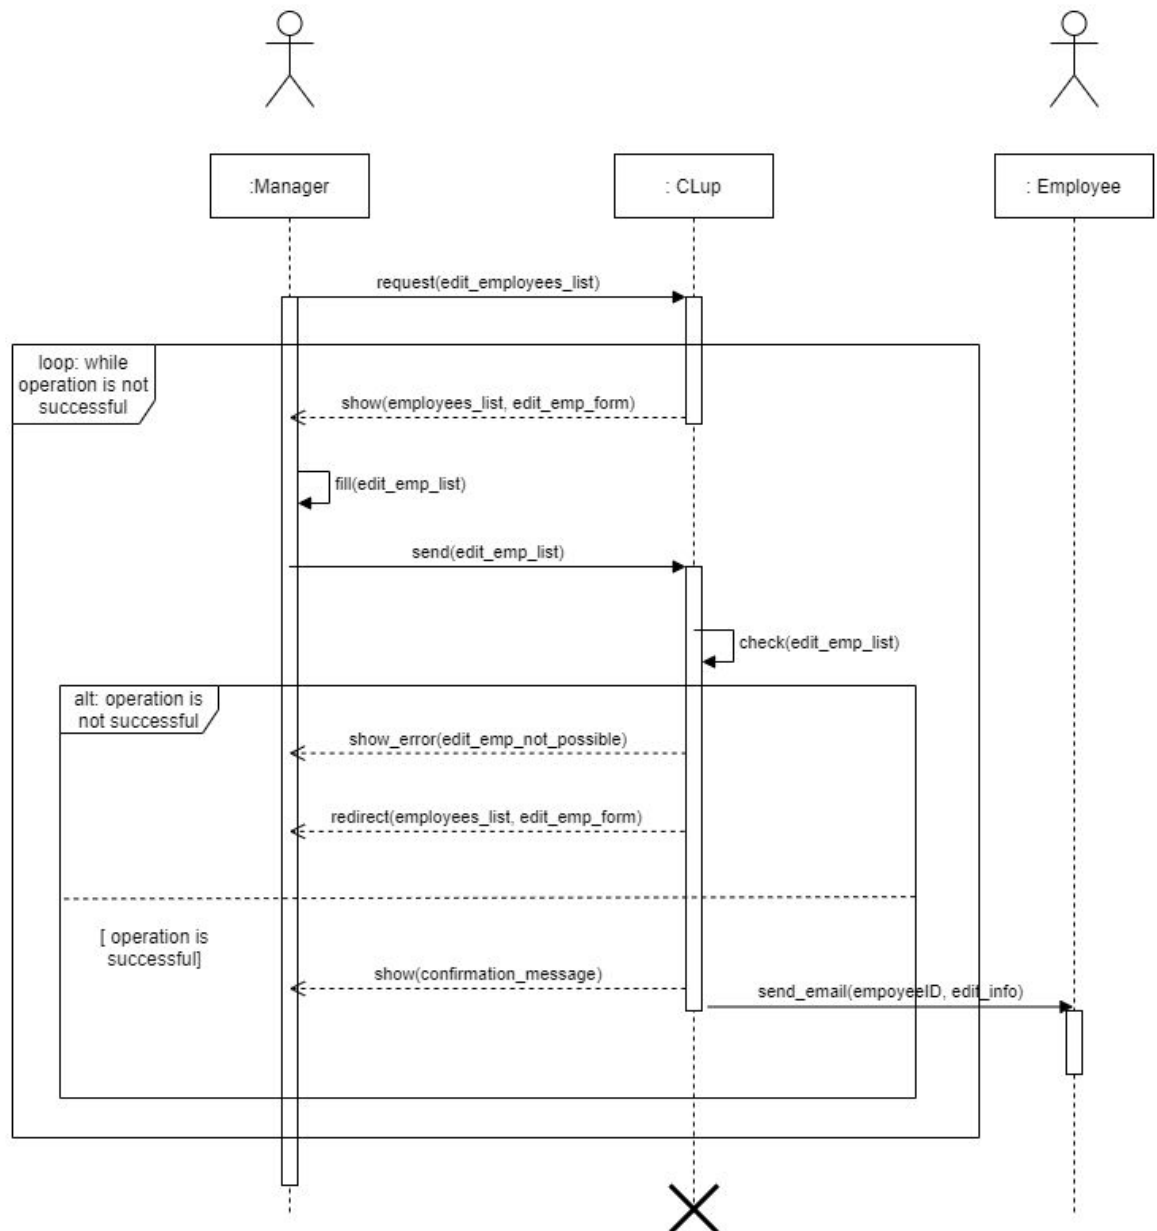 :Manager
: CLup
: Employee
request(edit_employees_list)
loop: while
operation is not
successful
show(employees_list, edit_emp_form)
fill(edit_emp_list)
send(edit_emp_list)
check(edit_emp_list)
alt: operation is
not successful
show_error(edit_emp_not_possible)
redirect(employees_list, edit_emp_form)
[ operation is
successful]
show(confirmation_message)
send_email(empoyeeID, edit_info)